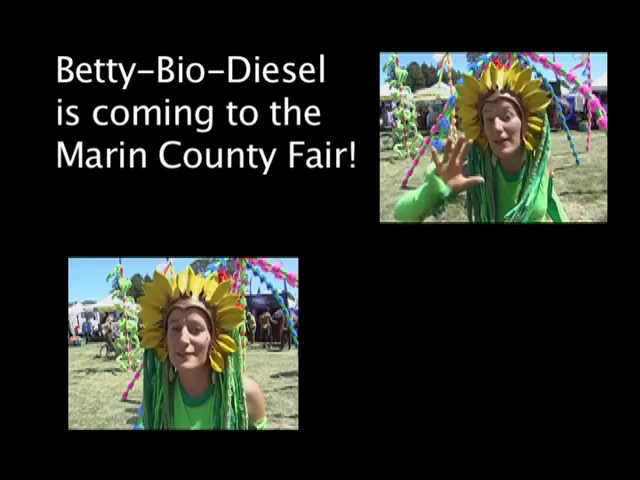 Betty-Bio-Diesel
is coming to the
Marin County Fair!